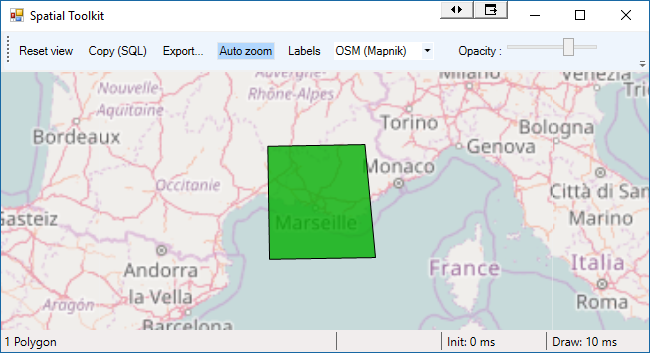 Spatial Toolkit
Reset view Copy (SQL) Export... Auto zoom Labels OSM (Mapnik) Opacity :
Auvergne-
Rhône-Alpes
Nouvelle-
Aquitaine
Milano
Venezia
Torino
Bordeaux
Bologna
Genova
Monaco
Occitanie
Città di San
Marino
Gasteiz
Marseille
Andorra
la Vella
France
Italia
Roma
Aragón
Barcelona
1 Polygon Init: 0 ms Draw: 10 ms